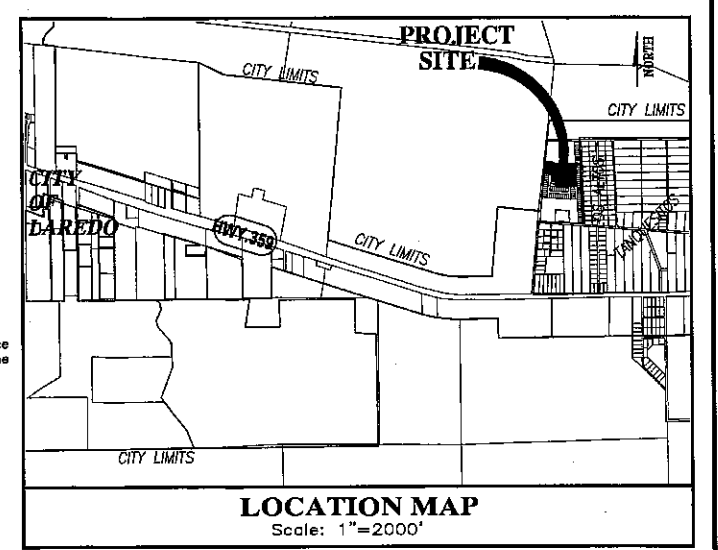 PROJECT
SITE
NORTH
CITY LIMITS
CITY LIMITS
CITY
OF
LAREDO
HWY.359
CITY LIMITS
TANQUESITOS
CITY LIMITS
LOCATION MAP
Scale: 1"=2000'